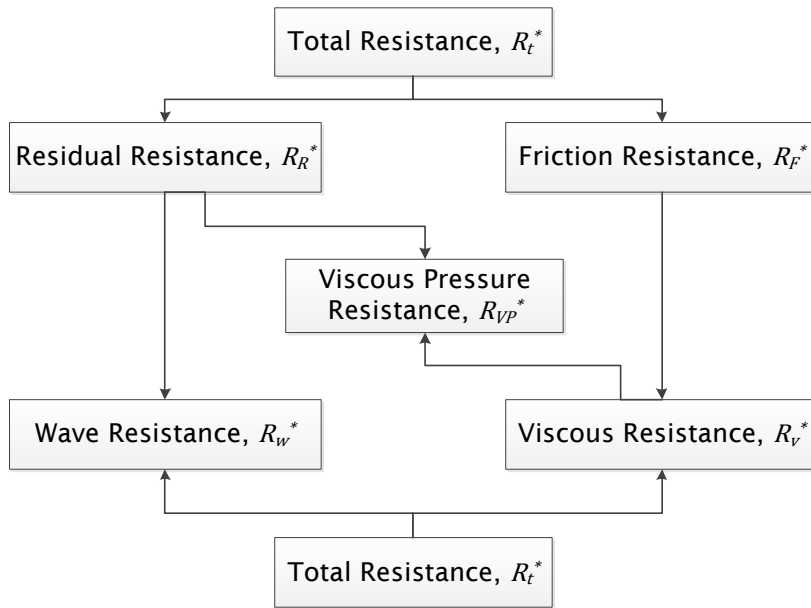 Total Resistance, Rt*
Residual Resistance, RR*
Friction Resistance, RF*
Viscous Pressure
Resistance, RVP*
Wave Resistance, Rw*
Viscous Resistance, Rv*
Total Resistance, Rt*